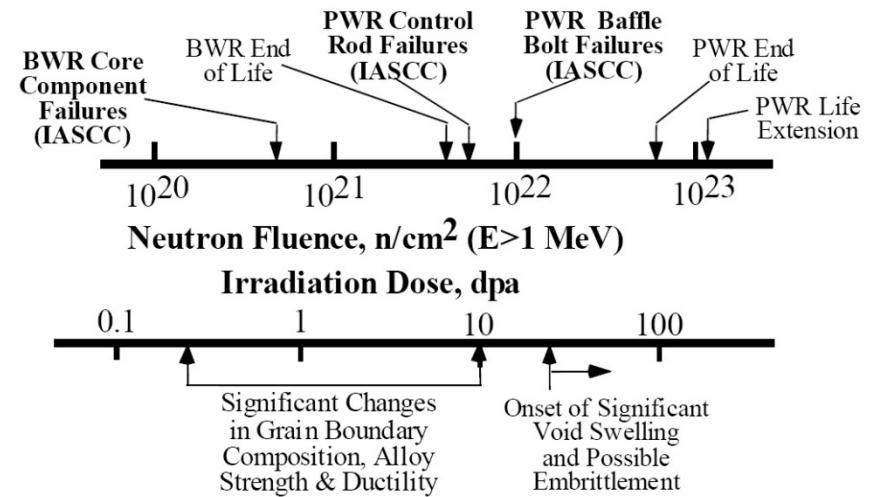 BWR Core
Component
Failures
(IASCC)
BWR End
of Life
PWR Control
Rod Failures
(IASCC)
PWR Baffle
Bolt Failures
(IASCC)
PWR End
of Life
PWR Life
Extension
10^20
10^21
10^22
10^23
Neutron Fluence, n/cm^2 (E>1 MeV)
Irradiation Dose, dpa
0.1
1
10
100
Significant Changes
in Grain Boundary
Composition, Alloy
Strength & Ductility
Onset of Significant
Void Swelling
and Possible
Embrittlement